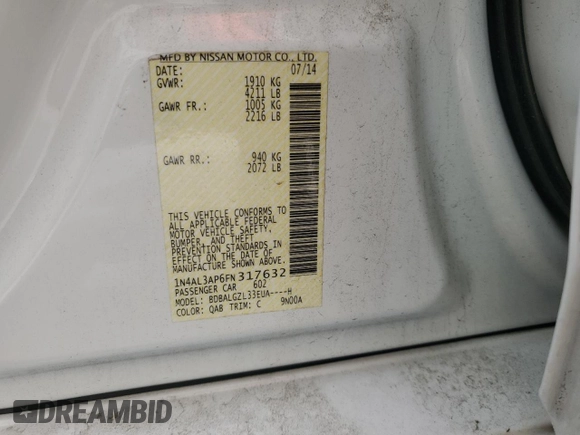 MFD BY NISSAN MOTOR CO., LTD.
DATE: 07/14
GVWR: 1910 KG
4211 LB
GAWR FR.: 1005 KG
2216 LB
GAWR RR.: 940 KG
2072 LB
THIS VEHICLE CONFORMS TO
ALL APPLICABLE FEDERAL
MOTOR VEHICLE SAFETY,
BUMPER, AND THEFT
PREVENTION STANDARDS IN
EFFECT ON THE DATE OF
MANUFACTURE SHOWN ABOVE.
1N4AL3AP6FN317632
PASSENGER CAR 602
MODEL: BDBALGZL33EUA----H
COLOR: QAB TRIM: C 9N00A
DREAMBID